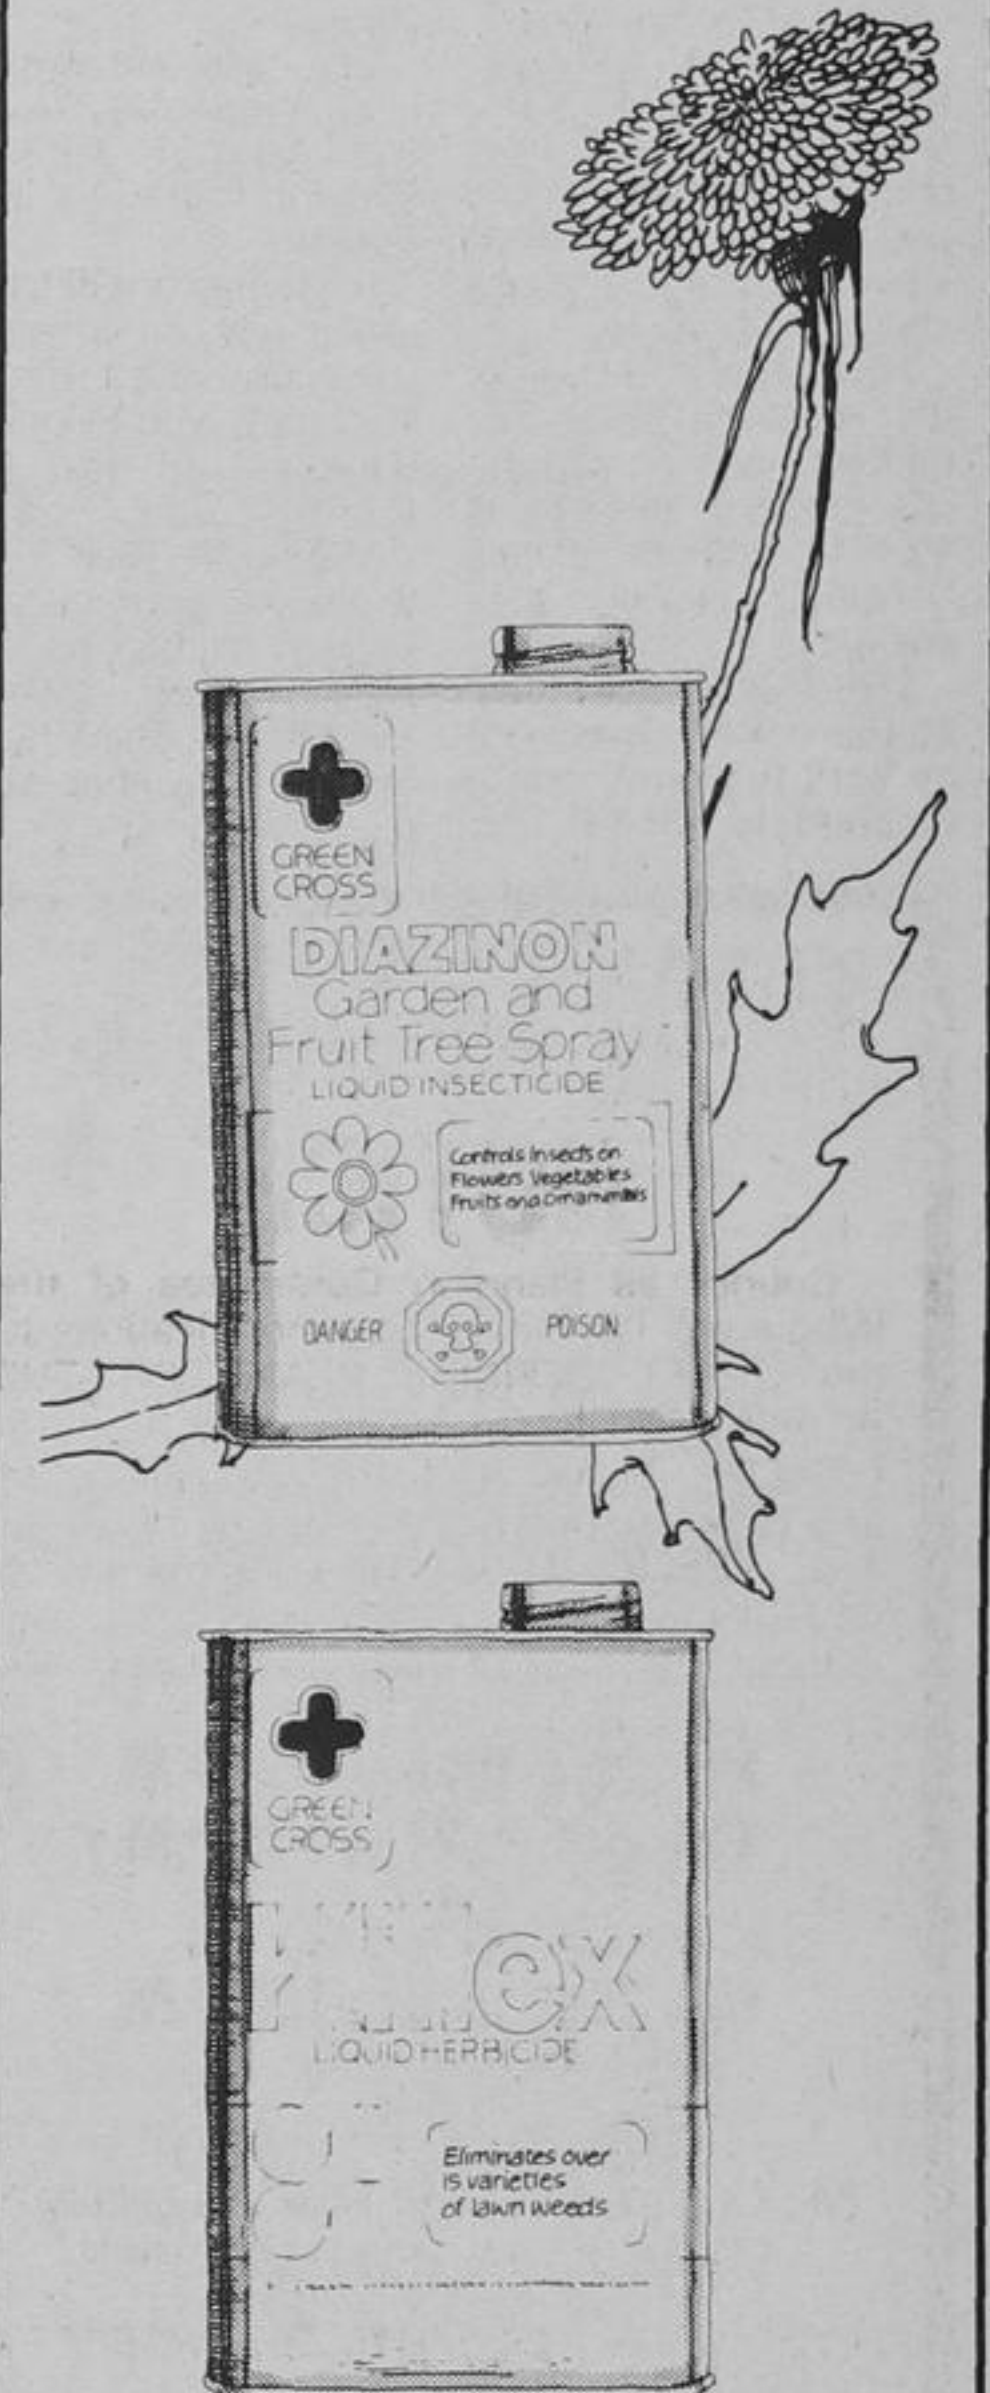 GREEN
CROSS
DIAZINON
Garden and
Fruit Tree Spray
LIQUID INSECTICIDE
Controls Insects on
Flowers Vegetables
Fruits and Ornamentals
DANGER POISON
GREEN
CROSS
Killex
LIQUID HERBICIDE
Eliminates over
15 varieties
of lawn weeds